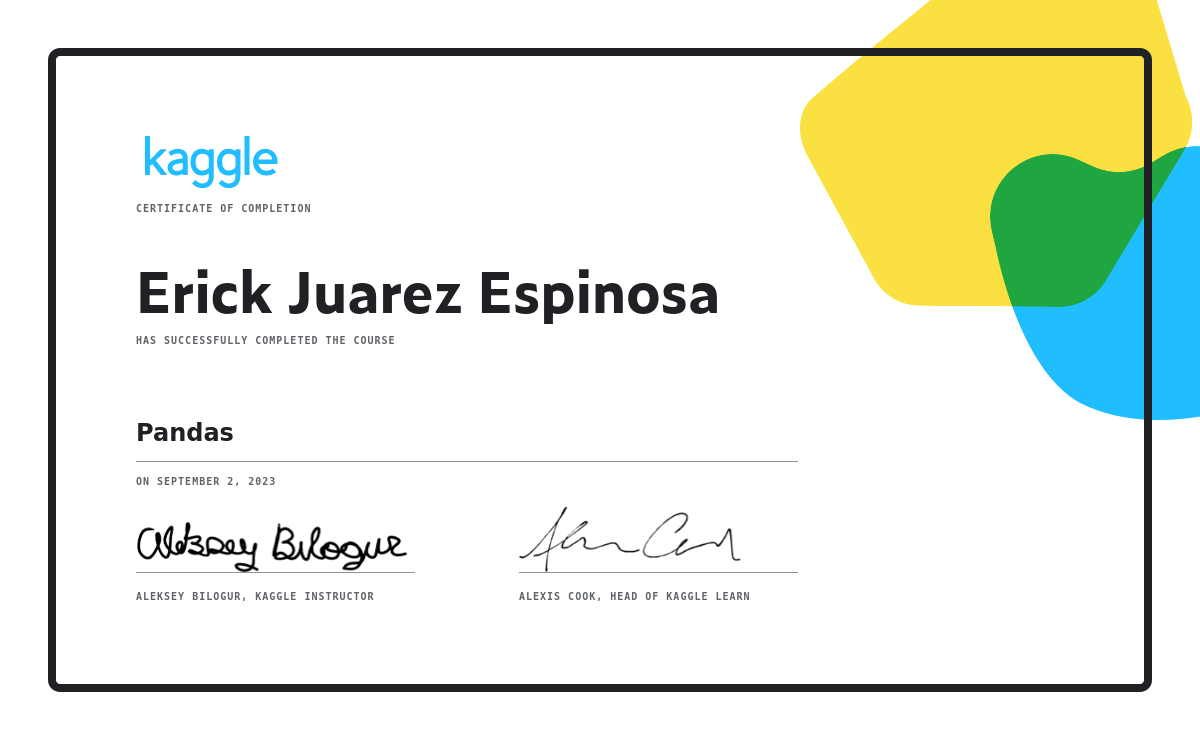 kaggle
CERTIFICATE OF COMPLETION
Erick Juarez Espinosa
HAS SUCCESSFULLY COMPLETED THE COURSE
Pandas
ON SEPTEMBER 2, 2023
Aleksey Bilogur
ALEKSEY BILOGUR, KAGGLE INSTRUCTOR
ALEXIS COOK, HEAD OF KAGGLE LEARN